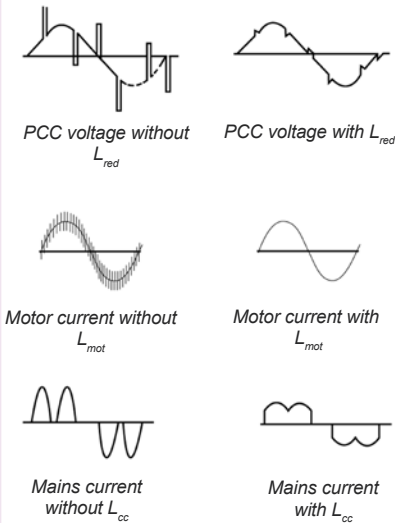 PCC voltage without
L_red
PCC voltage with L_red
Motor current without
L_mot
Motor current with
L_mot
Mains current
without L_cc
Mains current
with L_cc